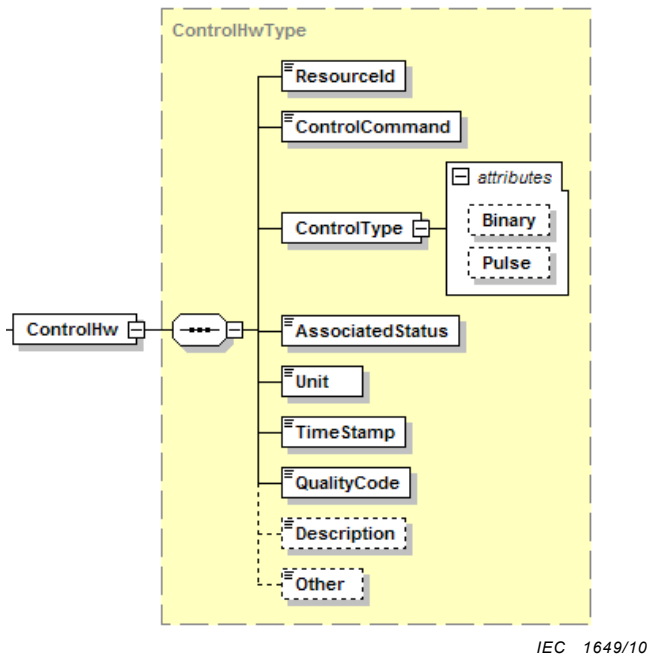 ControlHwType
ResourceId
ControlCommand
attributes
ControlType
Binary
Pulse
ControlHw
AssociatedStatus
Unit
TimeStamp
QualityCode
Description
Other
IEC 1649/10